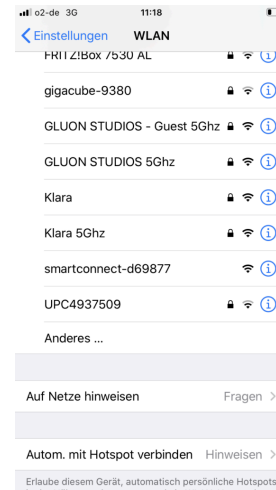 o2-de 3G 11:18
Einstellungen WLAN
FRITZ!Box 7530 AL
gigacube-9380
GLUON STUDIOS - Guest 5Ghz
GLUON STUDIOS 5Ghz
Klara
Klara 5Ghz
smartconnect-d69877
UPC4937509
Anderes ...
Auf Netze hinweisen Fragen
Autom. mit Hotspot verbinden Hinweisen
Erlaube diesem Gerät, automatisch persönliche Hotspots